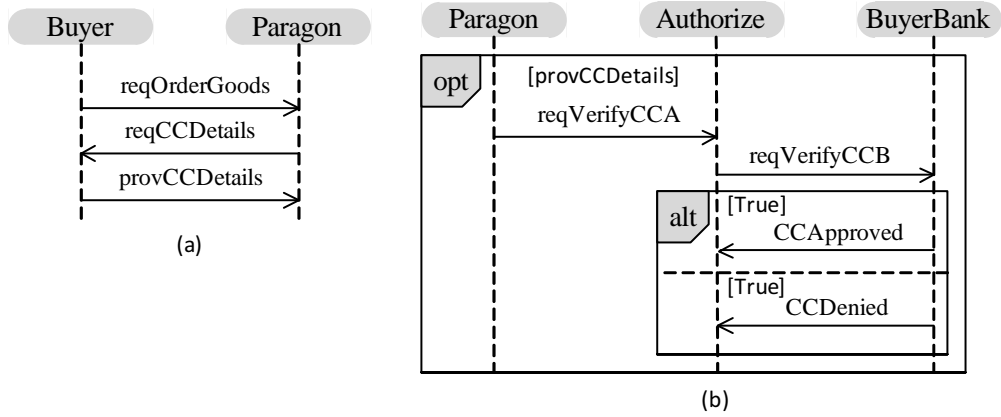 Buyer
Paragon
reqOrderGoods
reqCCDetails
provCCDetails
(a)
Paragon
Authorize
BuyerBank
opt
[provCCDetails]
reqVerifyCCA
reqVerifyCCB
alt
[True]
CCApproved
[True]
CCDenied
(b)